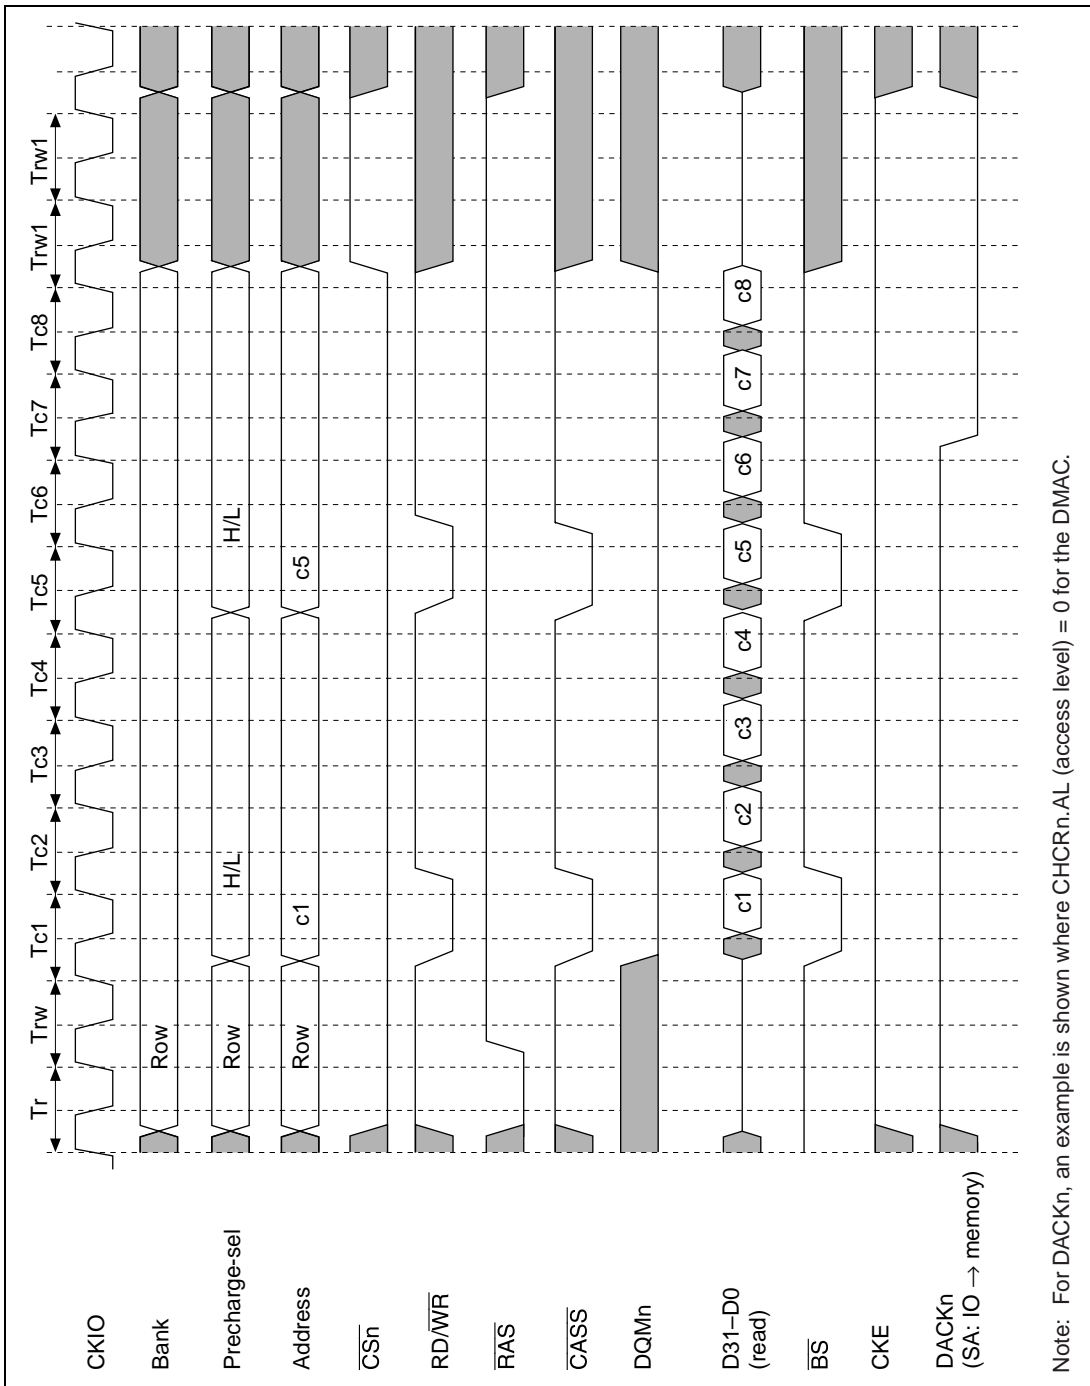 Tr Trw Tc1 Tc2 Tc3 Tc4 Tc5 Tc6 Tc7 Tc8 Trw1 Trw1
CKIO
Bank Row
Precharge-sel Row H/L H/L
Address Row c1 c5
CSn
RD/WR
RAS
CASS
DQMn
D31–D0 c1 c2 c3 c4 c5 c6 c7 c8
(read)
BS
CKE
DACKn
(SA: IO → memory)
Note: For DACKn, an example is shown where CHCRn.AL (access level) = 0 for the DMAC.